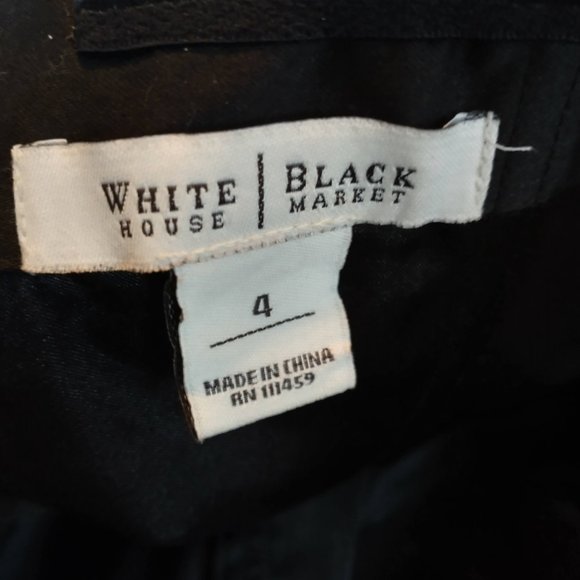 WHITE | BLACK
HOUSE | MARKET
4
MADE IN CHINA
RN 111459